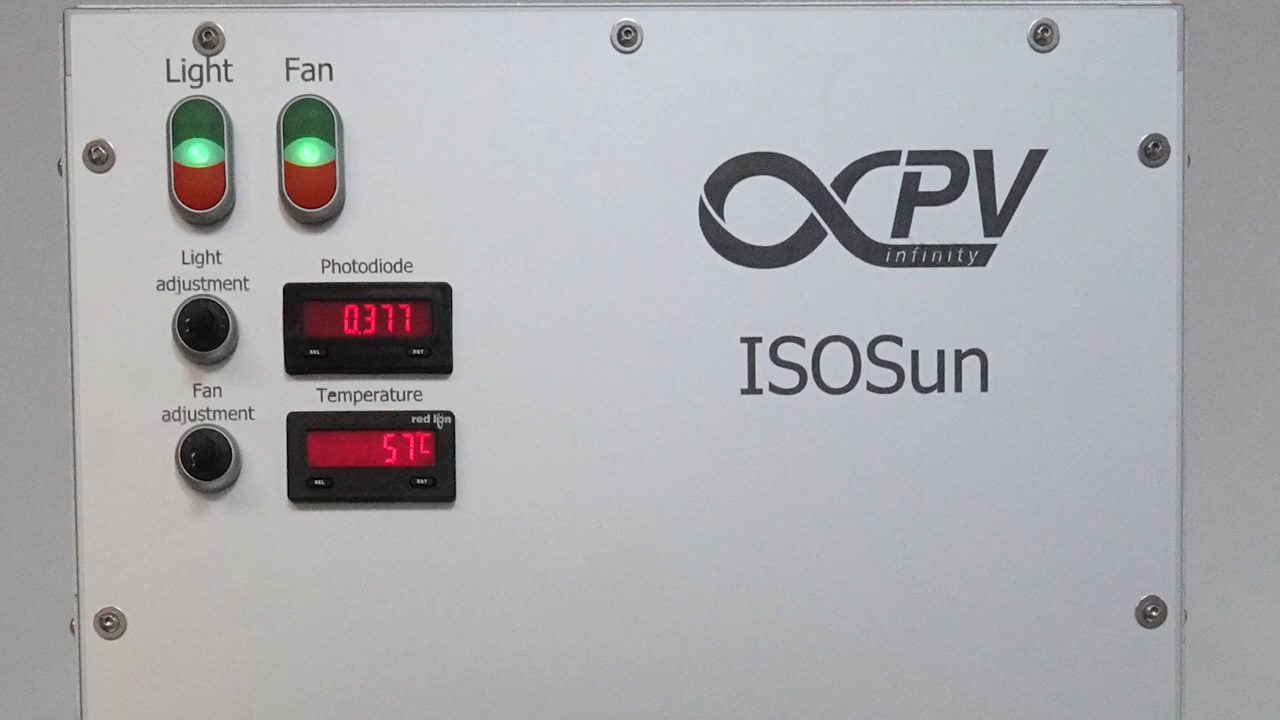 Light
Fan
PV
infinity
Light
adjustment
Photodiode
0.377
SEL
RST
ISOSun
Fan
adjustment
Temperature
red lion
57C
SEL
RST